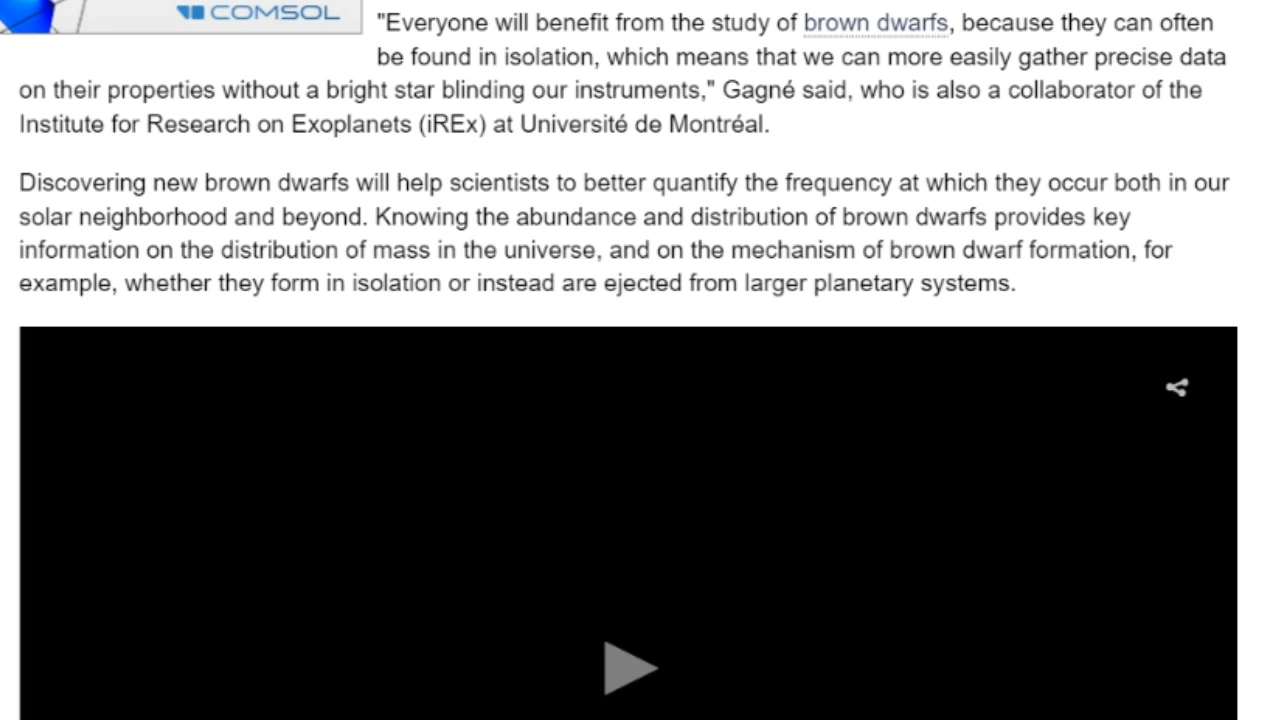 COMSOL
"Everyone will benefit from the study of brown dwarfs, because they can often
be found in isolation, which means that we can more easily gather precise data
on their properties without a bright star blinding our instruments," Gagné said, who is also a collaborator of the
Institute for Research on Exoplanets (iREx) at Université de Montréal.
Discovering new brown dwarfs will help scientists to better quantify the frequency at which they occur both in our
solar neighborhood and beyond. Knowing the abundance and distribution of brown dwarfs provides key
information on the distribution of mass in the universe, and on the mechanism of brown dwarf formation, for
example, whether they form in isolation or instead are ejected from larger planetary systems.